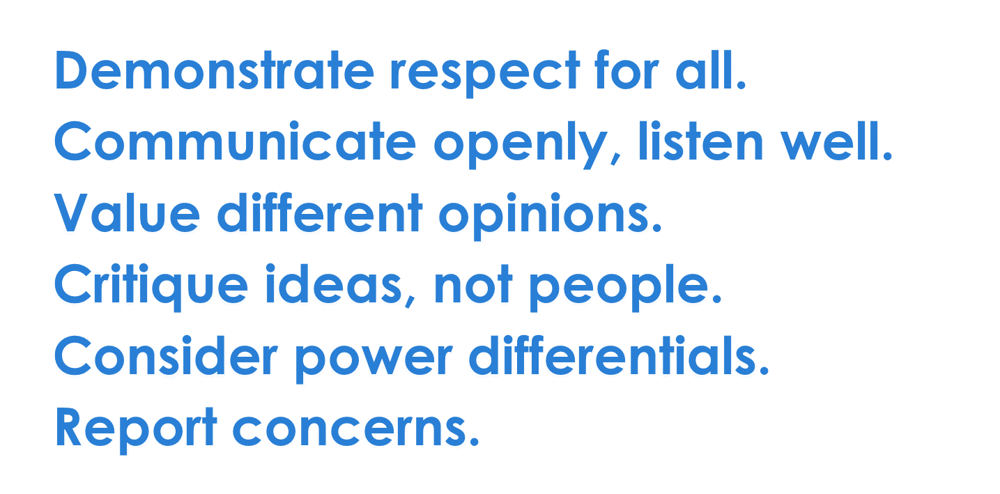 Demonstrate respect for all.
Communicate openly, listen well.
Value different opinions.
Critique ideas, not people.
Consider power differentials.
Report concerns.